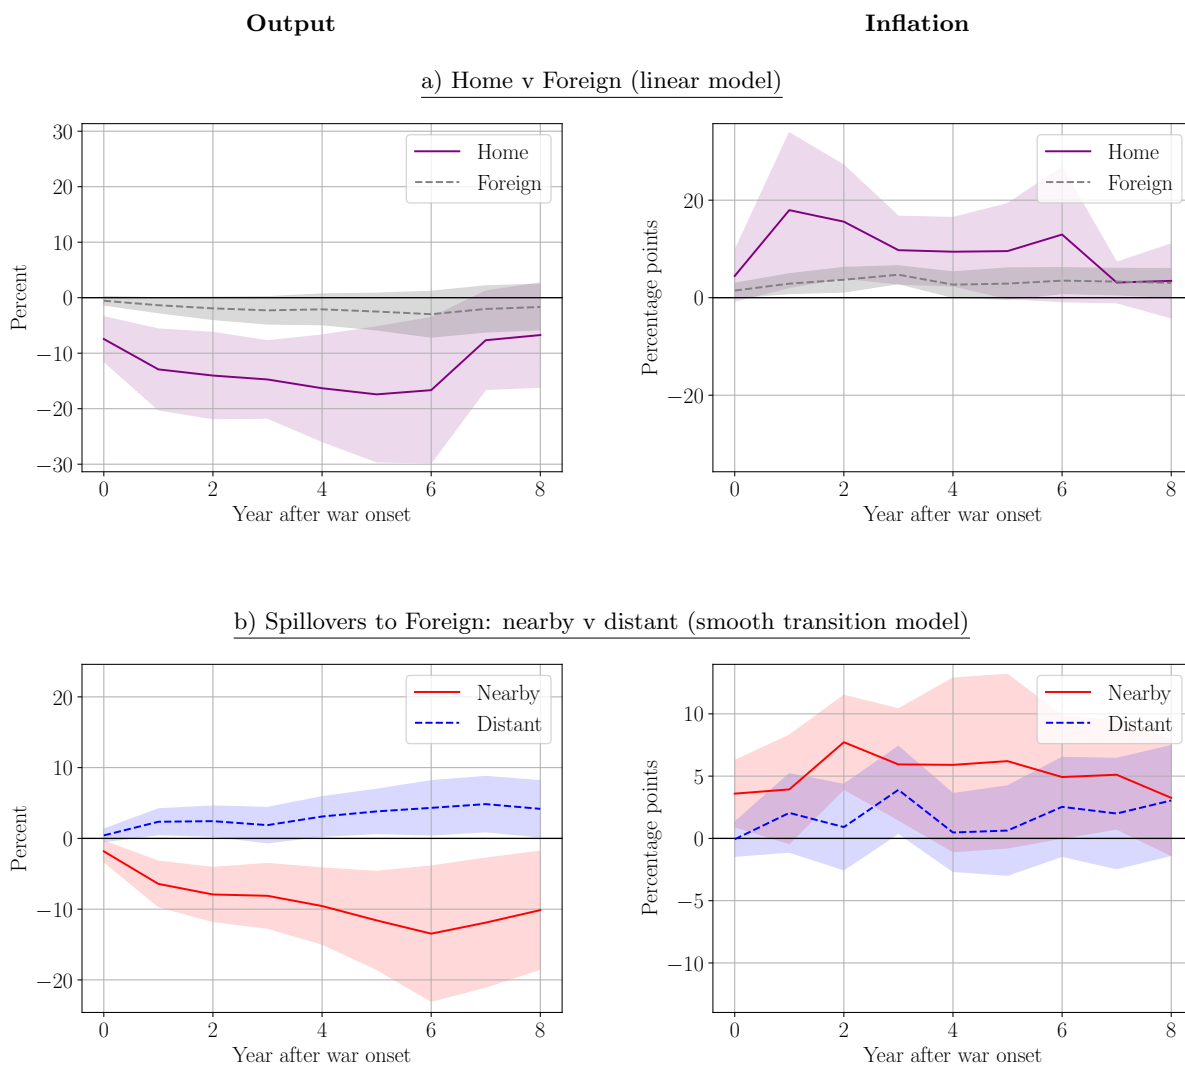 Output
Inflation
a) Home v Foreign (linear model)
30
20
10
0
−10
−20
−30
Percent
Home
Foreign
0 2 4 6 8
Year after war onset
20
0
−20
Percentage points
Home
Foreign
0 2 4 6 8
Year after war onset
b) Spillovers to Foreign: nearby v distant (smooth transition model)
20
10
0
−10
−20
Percent
Nearby
Distant
0 2 4 6 8
Year after war onset
10
5
0
−5
−10
Percentage points
Nearby
Distant
0 2 4 6 8
Year after war onset